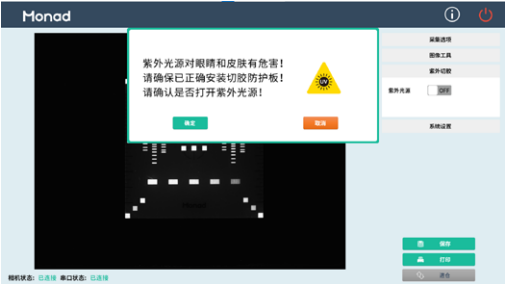 Monad
紫外光源对眼睛和皮肤有危害！
请确保已正确安装切胶防护板！
请确认是否打开紫外光源！
UV
确定
取消
采集选项
图像工具
紫外切胶
紫外光源
OFF
系统设置
Monad
保存
打印
相机状态: 已连接 串口状态: 已连接